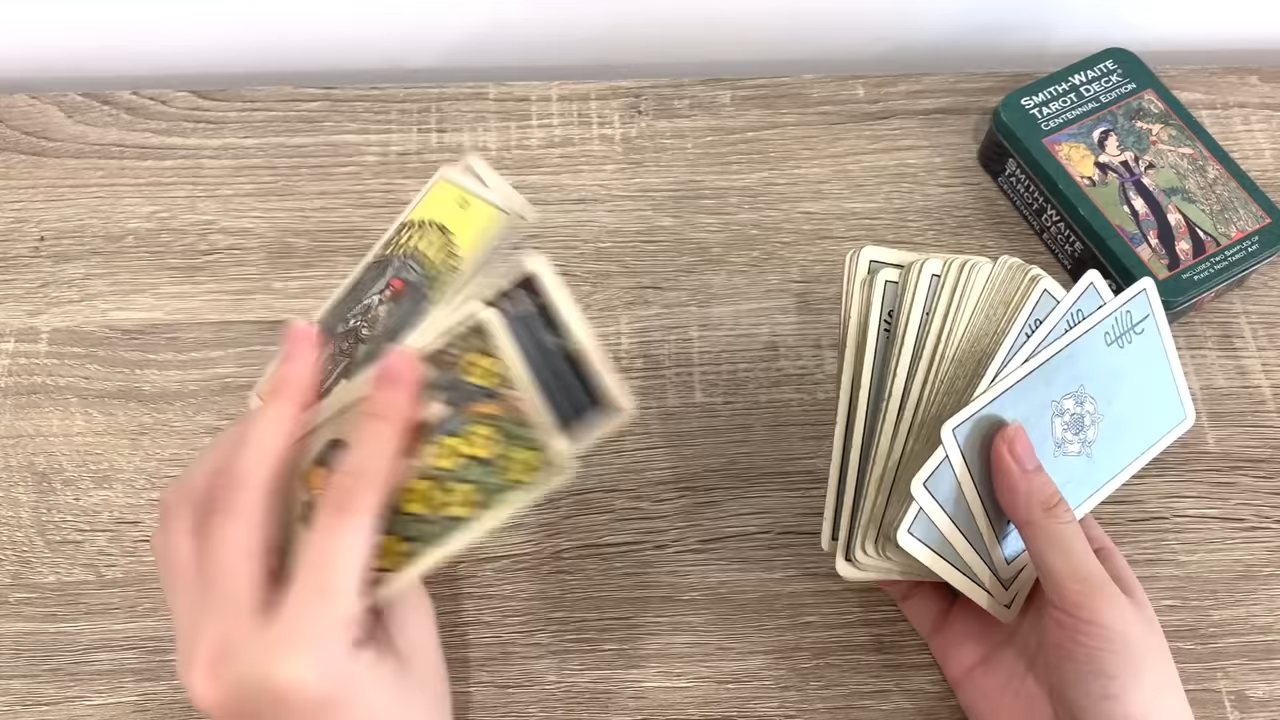 SMITH-WAITE
TAROT DECK®
CENTENNIAL EDITION
INCLUDES TWO SAMPLES OF
PIXIE'S NON-TAROT ART
SMITH-WAITE
TAROT DECK
CENTENNIAL EDITION